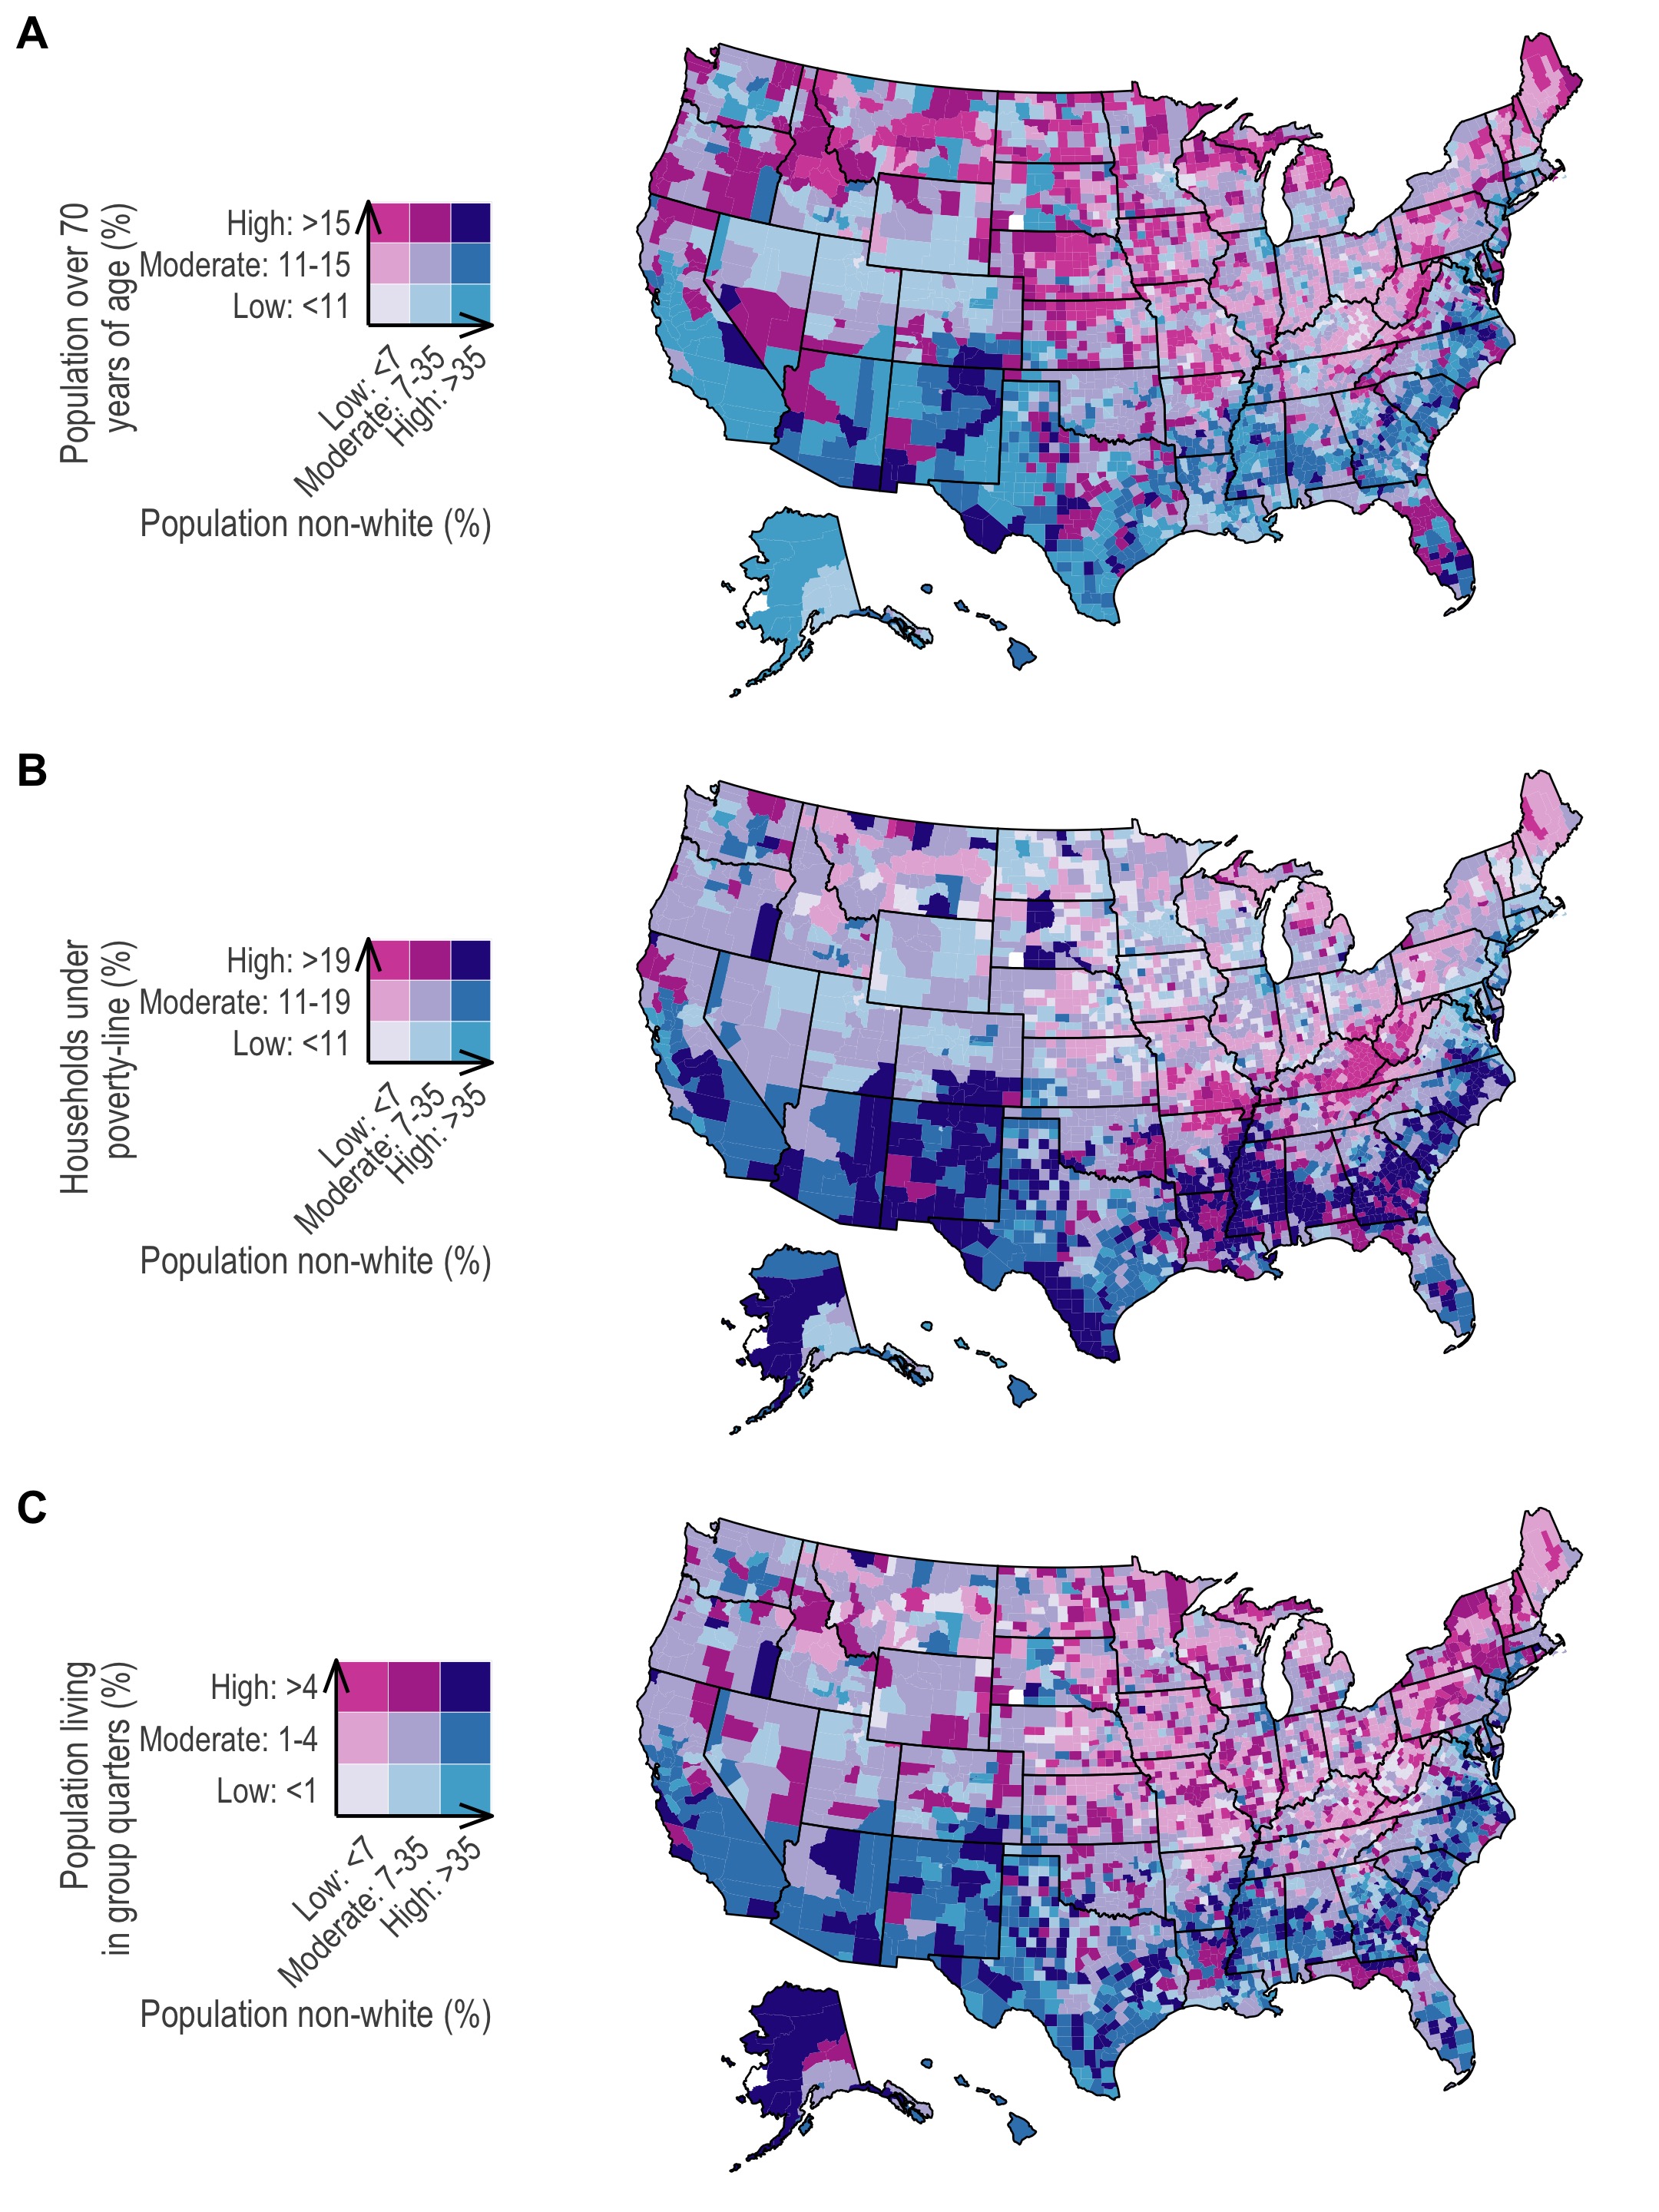 A
Population over 70
years of age (%)
High: >15
Moderate: 11-15
Low: <11
Low: <7
Moderate: 7-35
High: >35
Population non-white (%)
B
Households under
poverty-line (%)
High: >19
Moderate: 11-19
Low: <11
Low: <7
Moderate: 7-35
High: >35
Population non-white (%)
C
Population living
in group quarters (%)
High: >4
Moderate: 1-4
Low: <1
Low: <7
Moderate: 7-35
High: >35
Population non-white (%)